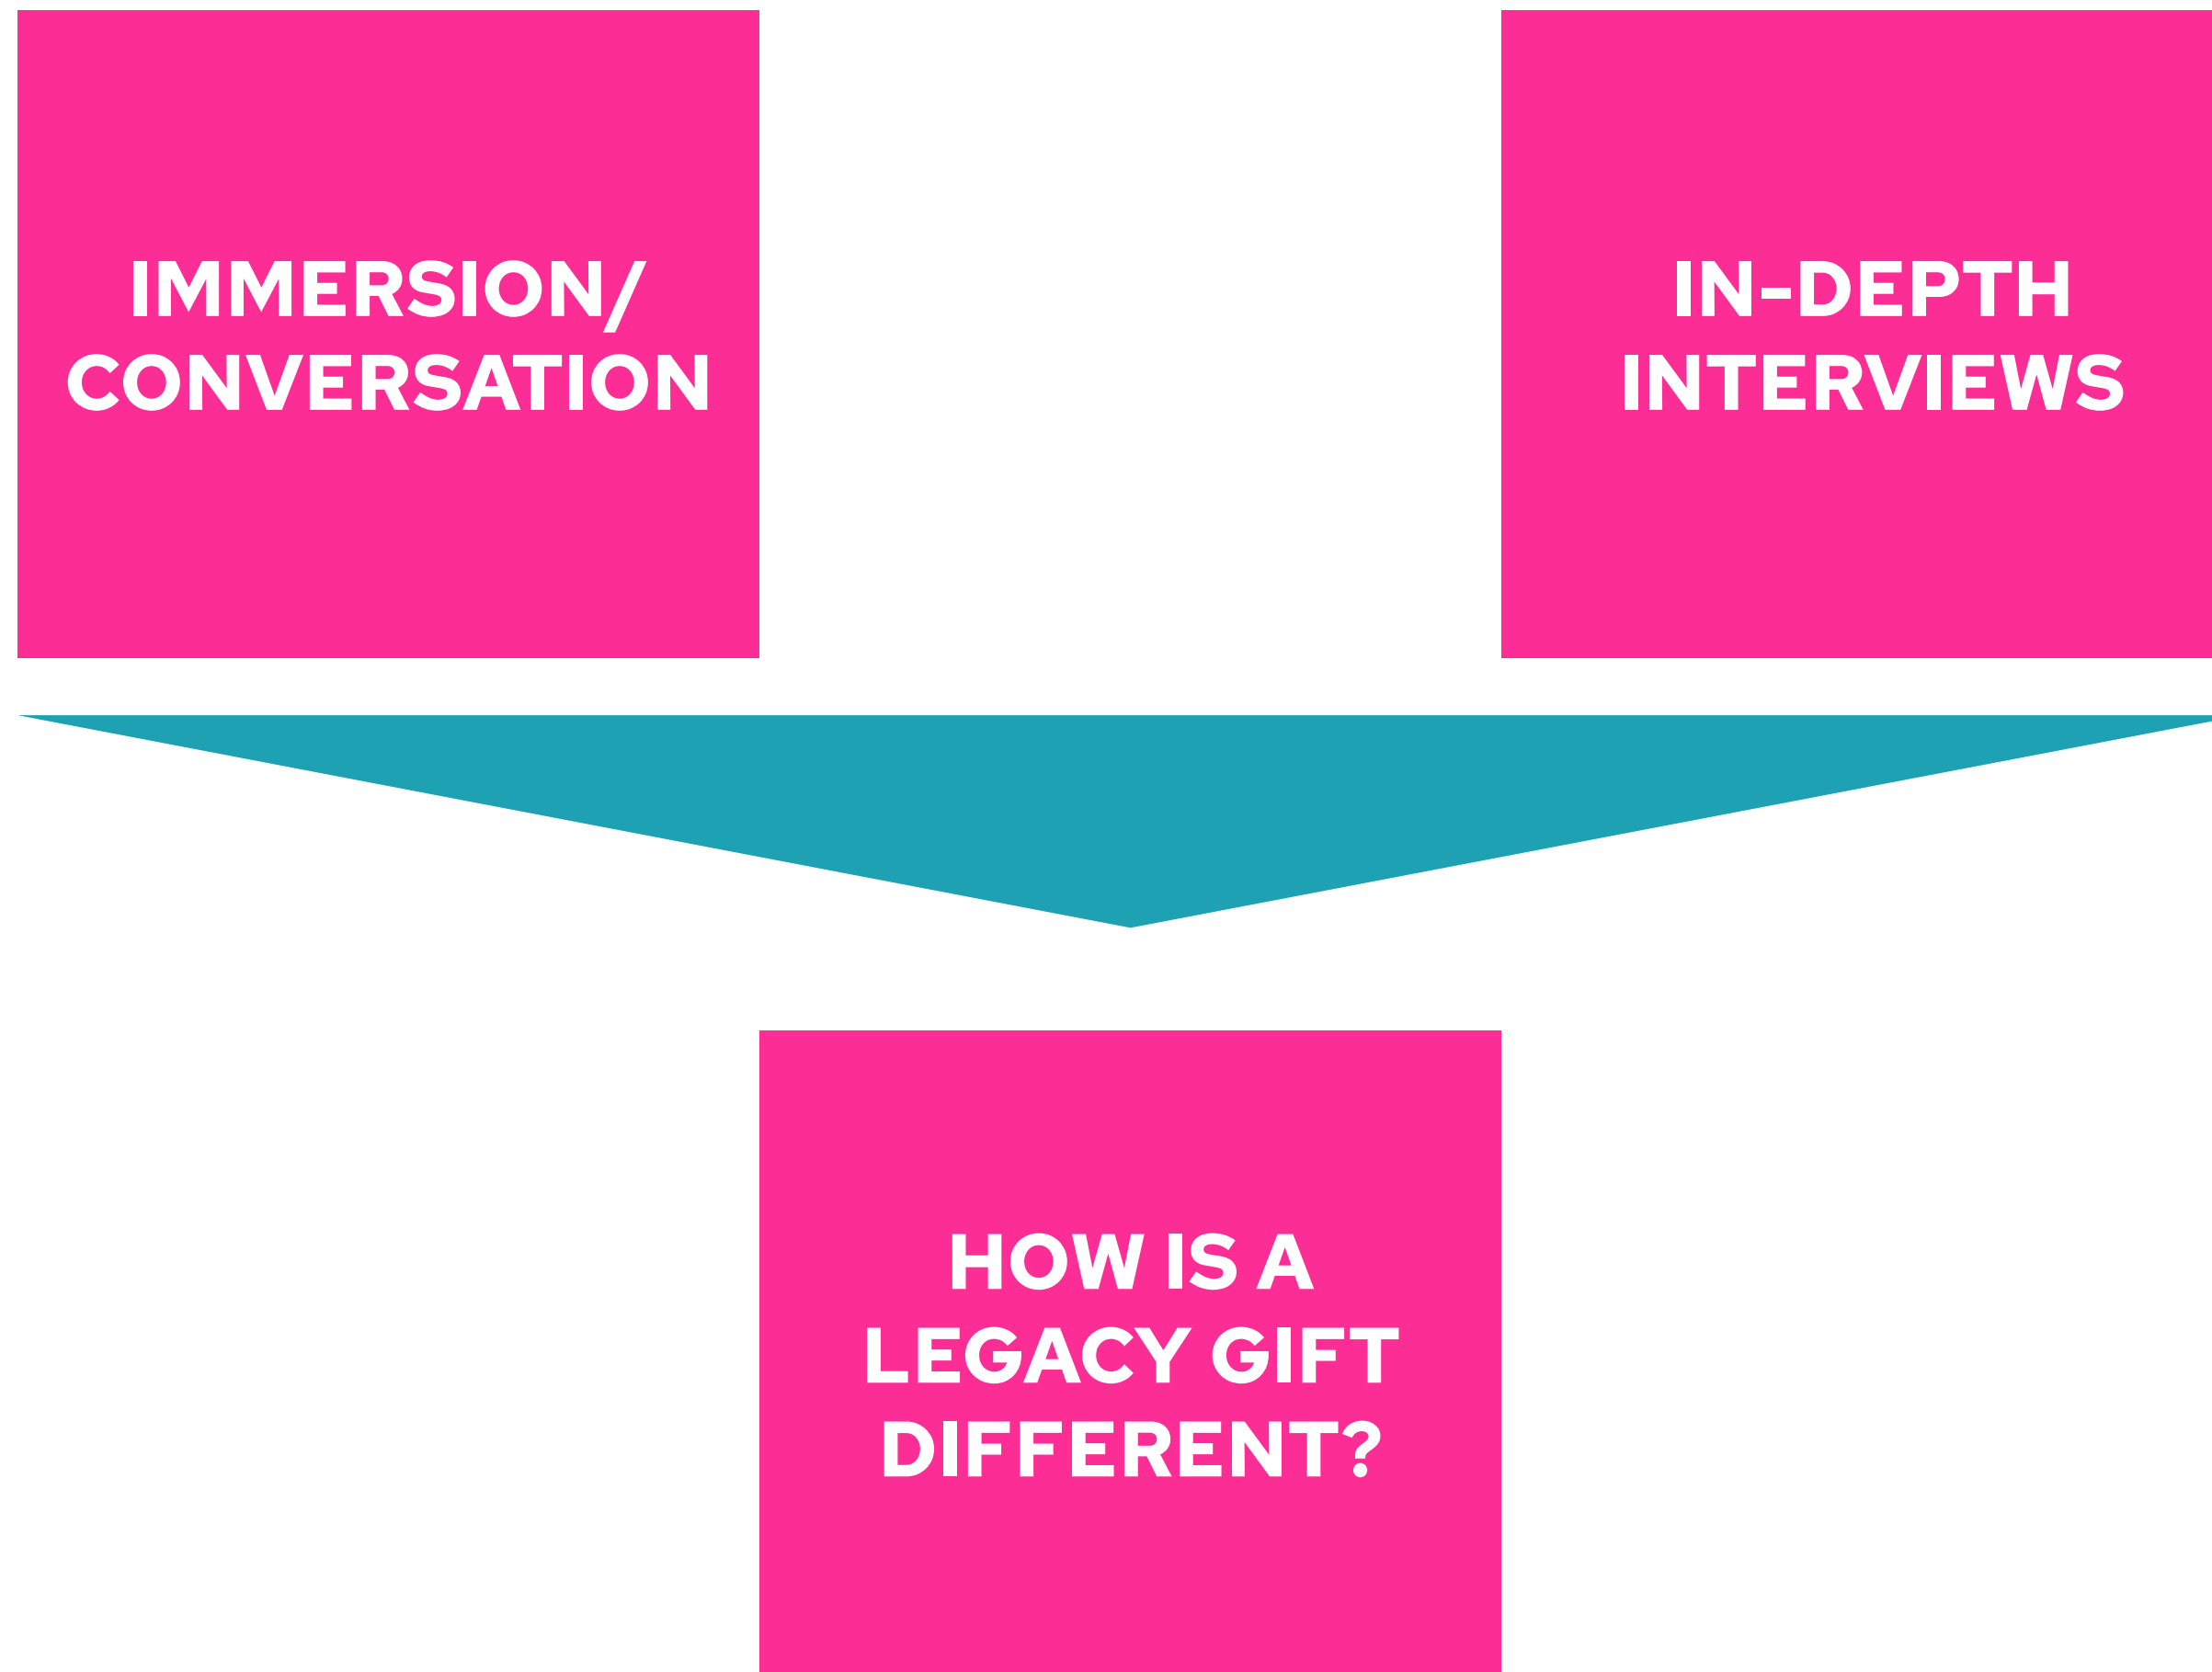 IMMERSION/
CONVERSATION
IN-DEPTH
INTERVIEWS
HOW IS A
LEGACY GIFT
DIFFERENT?